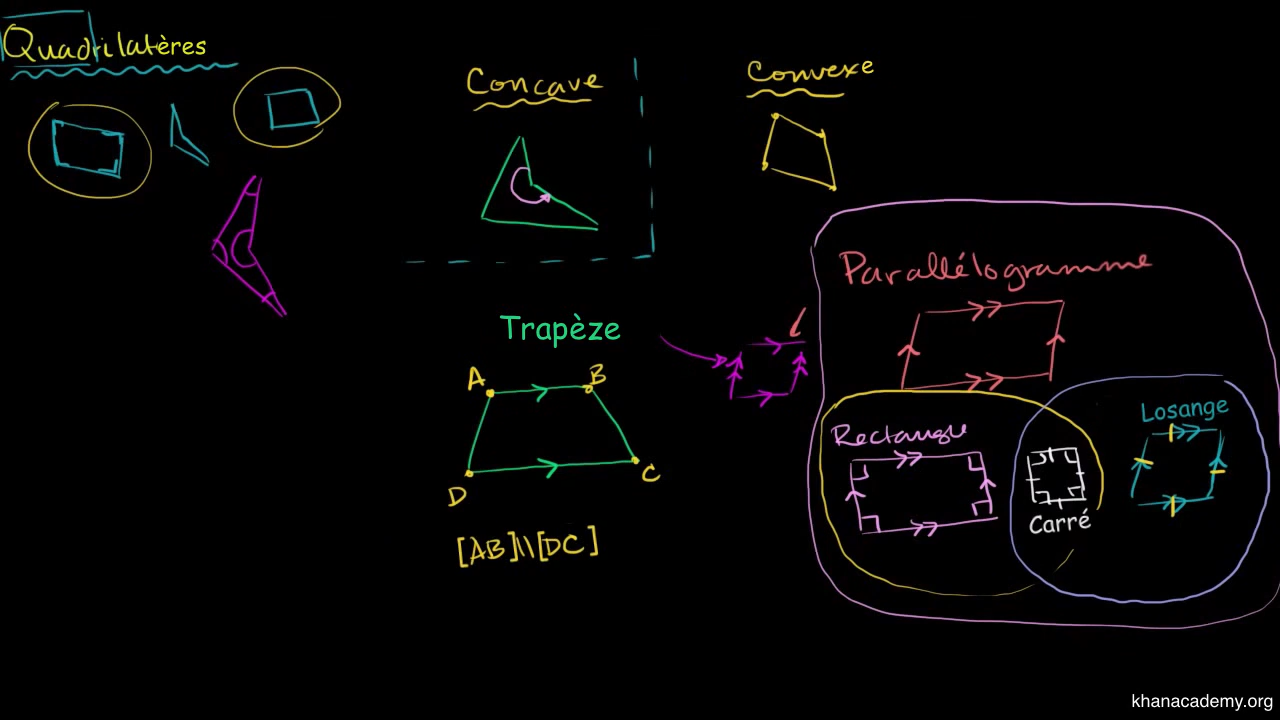 Quadrilatères
Concave
Convexe
Parallélogramme
Trapèze
A
B
D
C
[AB]\\[DC]
Rectangle
Losange
Carré
khanacademy.org